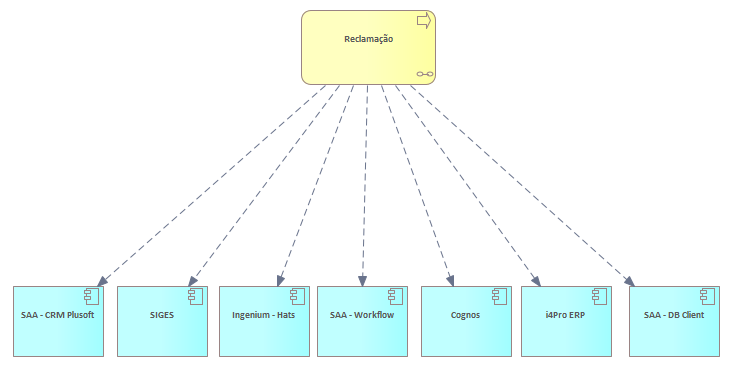 Reclamação
SAA - CRM Plusoft
SIGES
Ingenium - Hats
SAA - Workflow
Cognos
i4Pro ERP
SAA - DB Client